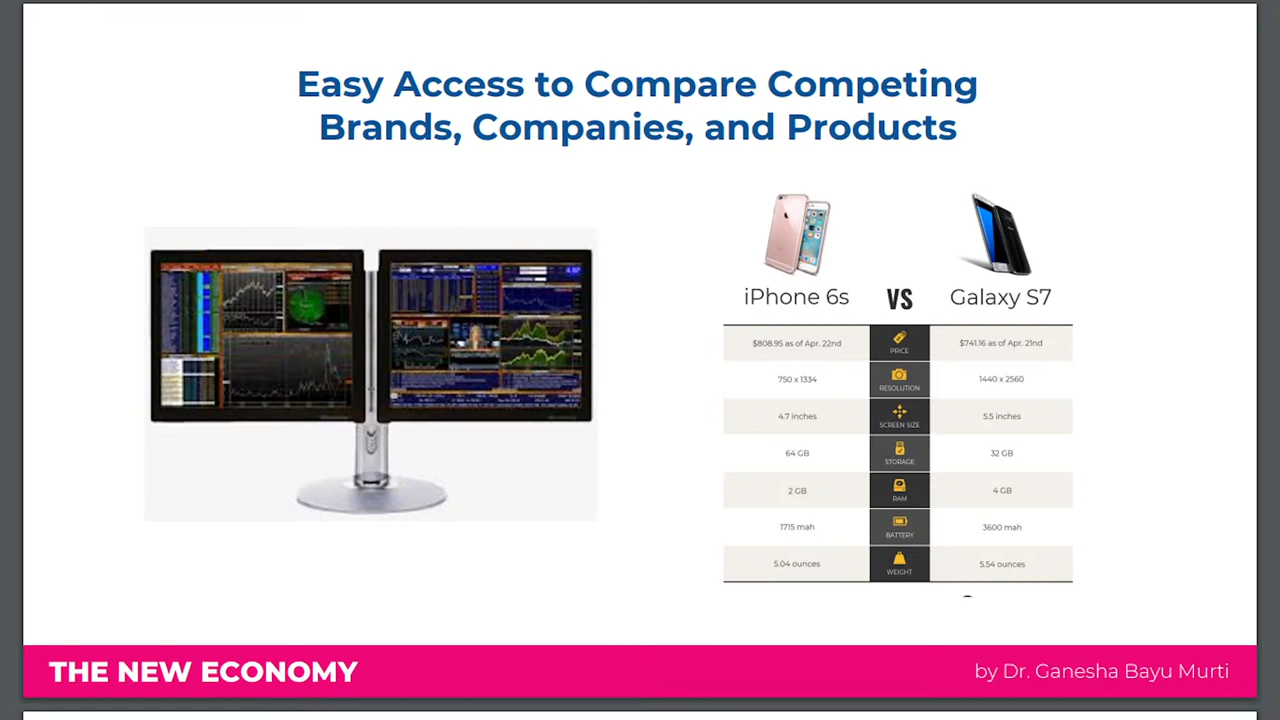 Easy Access to Compare Competing
Brands, Companies, and Products
iPhone 6s VS Galaxy S7
$808.95 as of Apr. 22nd PRICE $741.16 as of Apr. 21nd
750 x 1334 RESOLUTION 1440 x 2560
4.7 inches SCREEN SIZE 5.5 inches
64 GB STORAGE 32 GB
2 GB RAM 4 GB
1715 mah BATTERY 3600 mah
5.04 ounces WEIGHT 5.54 ounces
THE NEW ECONOMY by Dr. Ganesha Bayu Murti